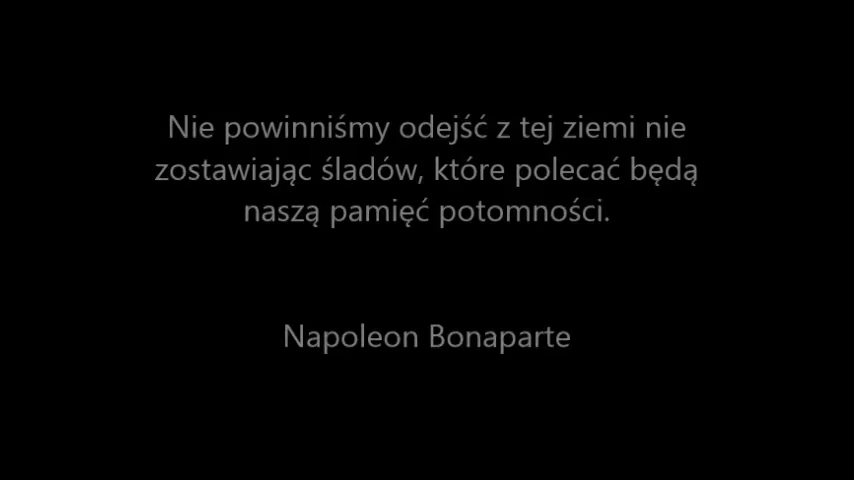 Nie powinniśmy odejść z tej ziemi nie
zostawiając śladów, które polecać będą
naszą pamięć potomności.
Napoleon Bonaparte